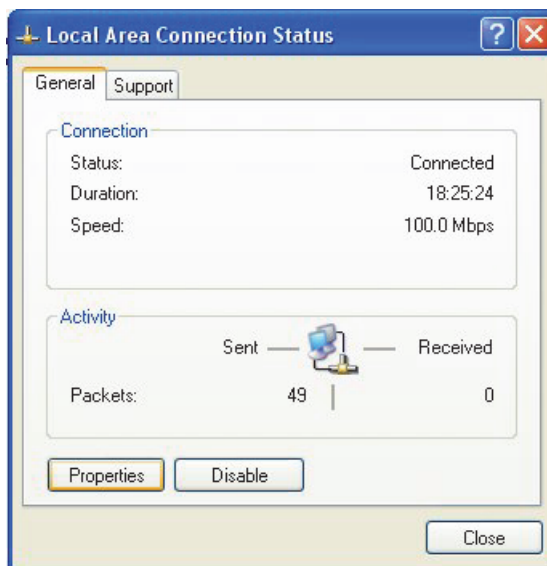 Local Area Connection Status
General Support
Connection
Status: Connected
Duration: 18:25:24
Speed: 100.0 Mbps
Activity
Sent Received
Packets: 49 0
Properties Disable
Close